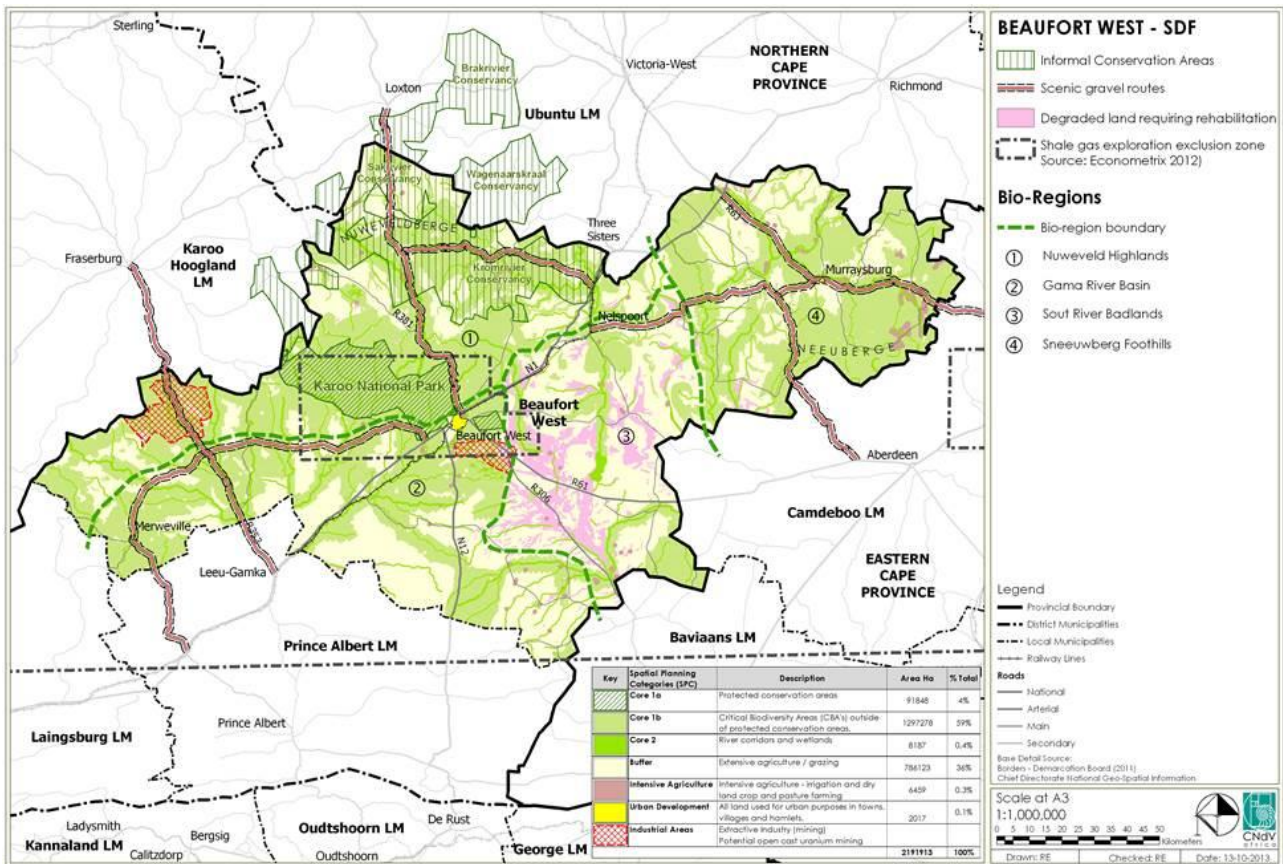 Sterling
Loxton
Brakrivier
Conservancy
Victoria-West
NORTHERN
CAPE
PROVINCE
Richmond
Ubuntu LM
Sakrivier
Conservancy
Wagenaarskraal
Conservancy
NUWEVELDBERGE
Three
Sisters
R63
Karoo
Hoogland
LM
Fraserburg
Kromrivier
Conservancy
Murraysburg
R381
①
Nelspoort
④
SNEEUBERGE
N1
Karoo National Park
Beaufort
West
Beaufort West
③
Aberdeen
②
R61
R306
Merweville
R353
Camdeboo LM
Leeu-Gamka
N12
EASTERN
CAPE
PROVINCE
Prince Albert LM
Baviaans LM
Prince Albert
Laingsburg LM
Ladysmith
Kannaland LM
Bergsig
Calitzdorp
Oudtshoorn LM
Oudtshoorn
De Rust
George LM
Key Spatial Planning Categories (SPC) Description Area Ha % Total
Core 1a Protected conservation areas 91848 4%
Core 1b Critical Biodiversity Areas (CBA's) outside of protected conservation areas. 1297278 59%
Core 2 River corridors and wetlands 8187 0.4%
Buffer Extensive agriculture / grazing 786123 36%
Intensive Agriculture Intensive agriculture - irrigation and dry land crop and pasture farming 6459 0.3%
Urban Development All land used for urban purposes in towns, villages and hamlets. 2017 0.1%
Industrial Areas Extractive Industry (mining) Potential open cast uranium mining
2191913 100%
BEAUFORT WEST - SDF
Informal Conservation Areas
Scenic gravel routes
Degraded land requiring rehabilitation
Shale gas exploration exclusion zone
Source: Econometrix 2012)
Bio-Regions
Bio-region boundary
① Nuweveld Highlands
② Gama River Basin
③ Sout River Badlands
④ Sneeuwberg Foothills
Legend
Provincial Boundary
District Municipalities
Local Municipalities
Railway Lines
Roads
National
Arterial
Main
Secondary
Base Detail Source:
Borders - Demarcation Board (2011)
Chief Directorate National Geo-Spatial Information
Scale at A3
1:1,000,000
0 5 10 15 20 25 30 35 40 45 50
Kilometers
CNdV
africa
Drawn: RE Checked: RE Date: 13-10-201